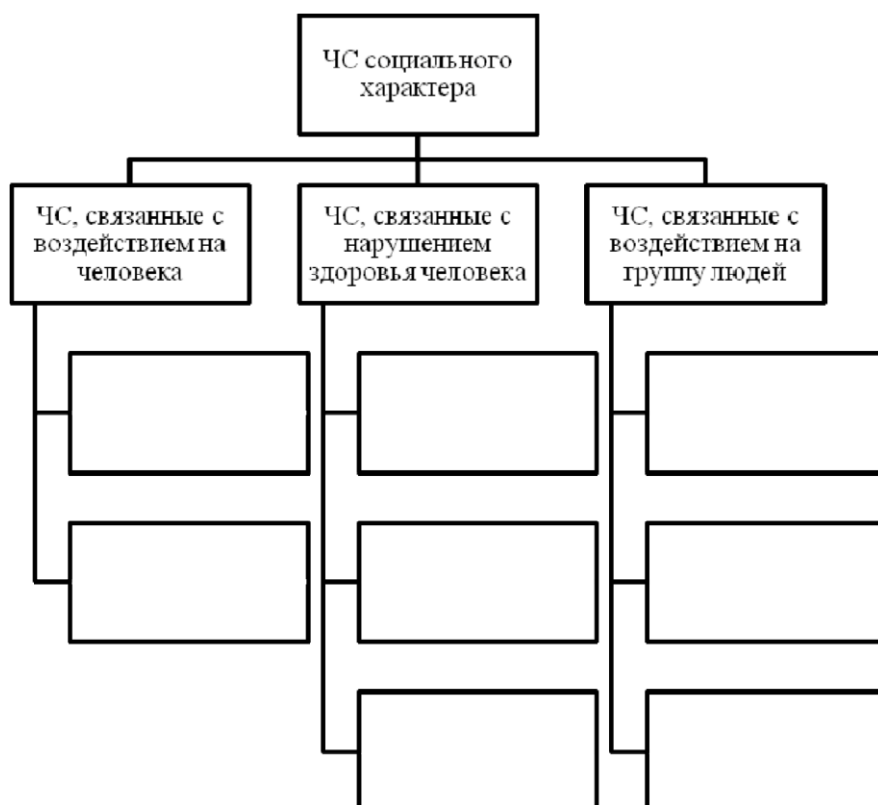 ЧС социального
характера
ЧС, связанные с
воздействием на
человека
ЧС, связанные с
нарушением
здоровья человека
ЧС, связанные с
воздействием на
группу людей